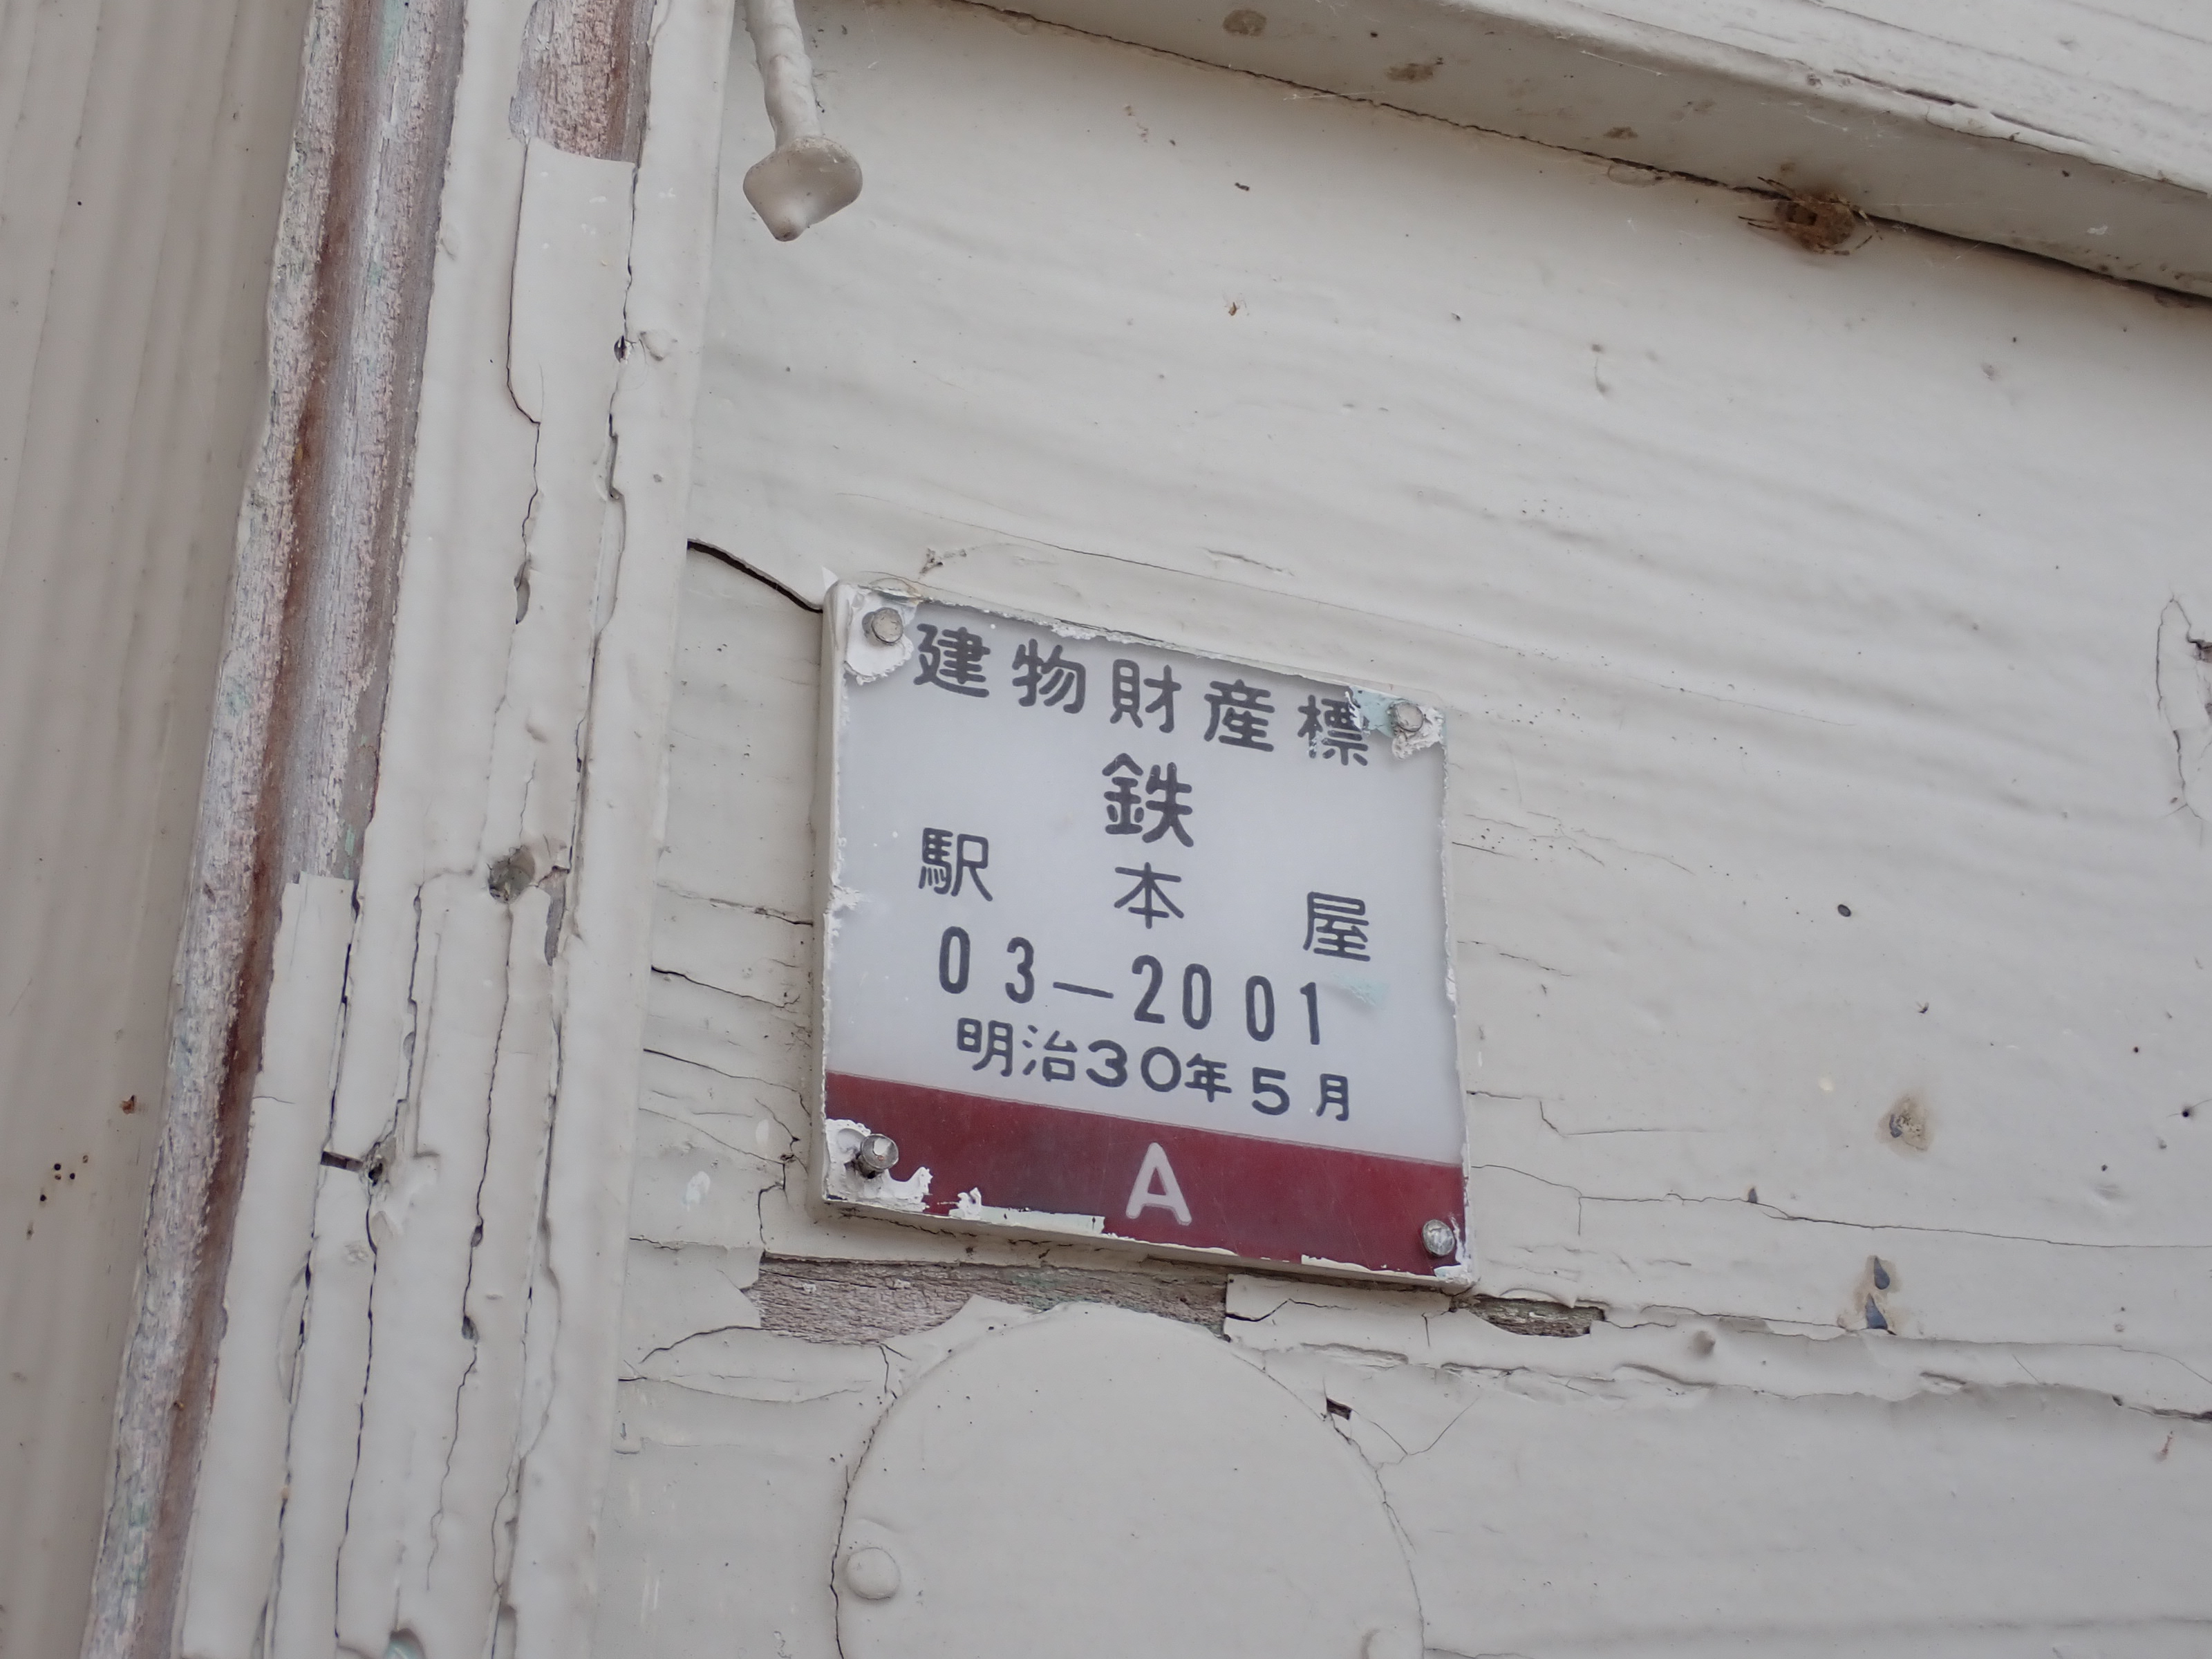 建物財産標
鉄
駅本屋
03-2001
明治30年5月
A